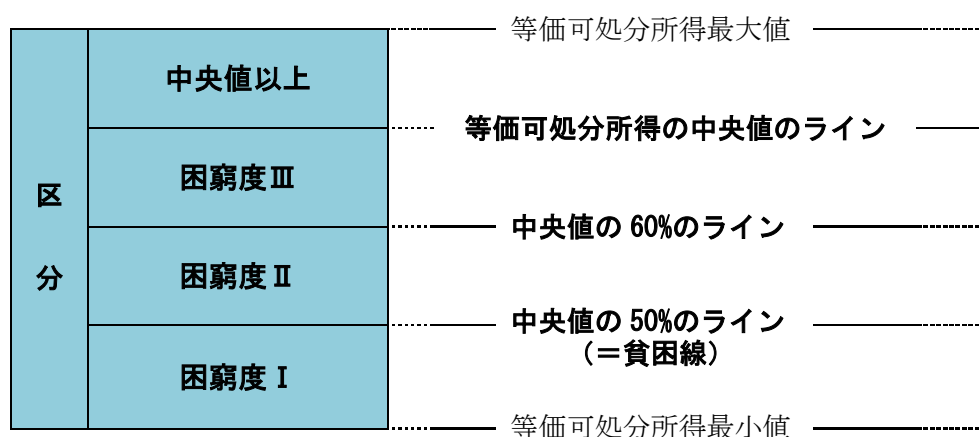 等価可処分所得最大値
中央値以上
等価可処分所得の中央値のライン
困窮度Ⅲ
区分
中央値の 60%のライン
困窮度Ⅱ
中央値の 50%のライン
（＝貧困線）
困窮度Ⅰ
等価可処分所得最小値